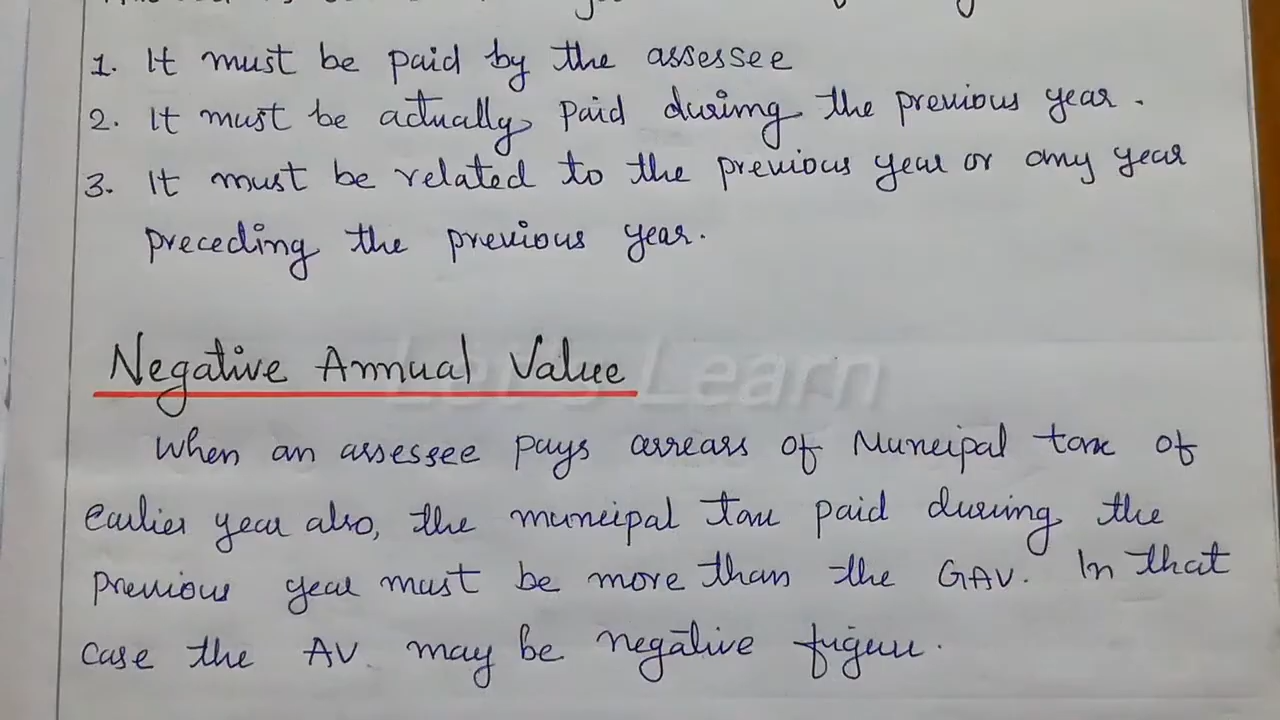 1. It must be paid by the assessee
2. It must be actually paid during the previous year.
3. It must be related to the previous year or any year
preceding the previous year.
Negative Annual Value
Let's Learn
When an assessee pays arrears of Muncipal tax of
earlier year also, the muncipal tax paid during the
previous year must be more than the GAV. In that
case the AV. may be negative figure.